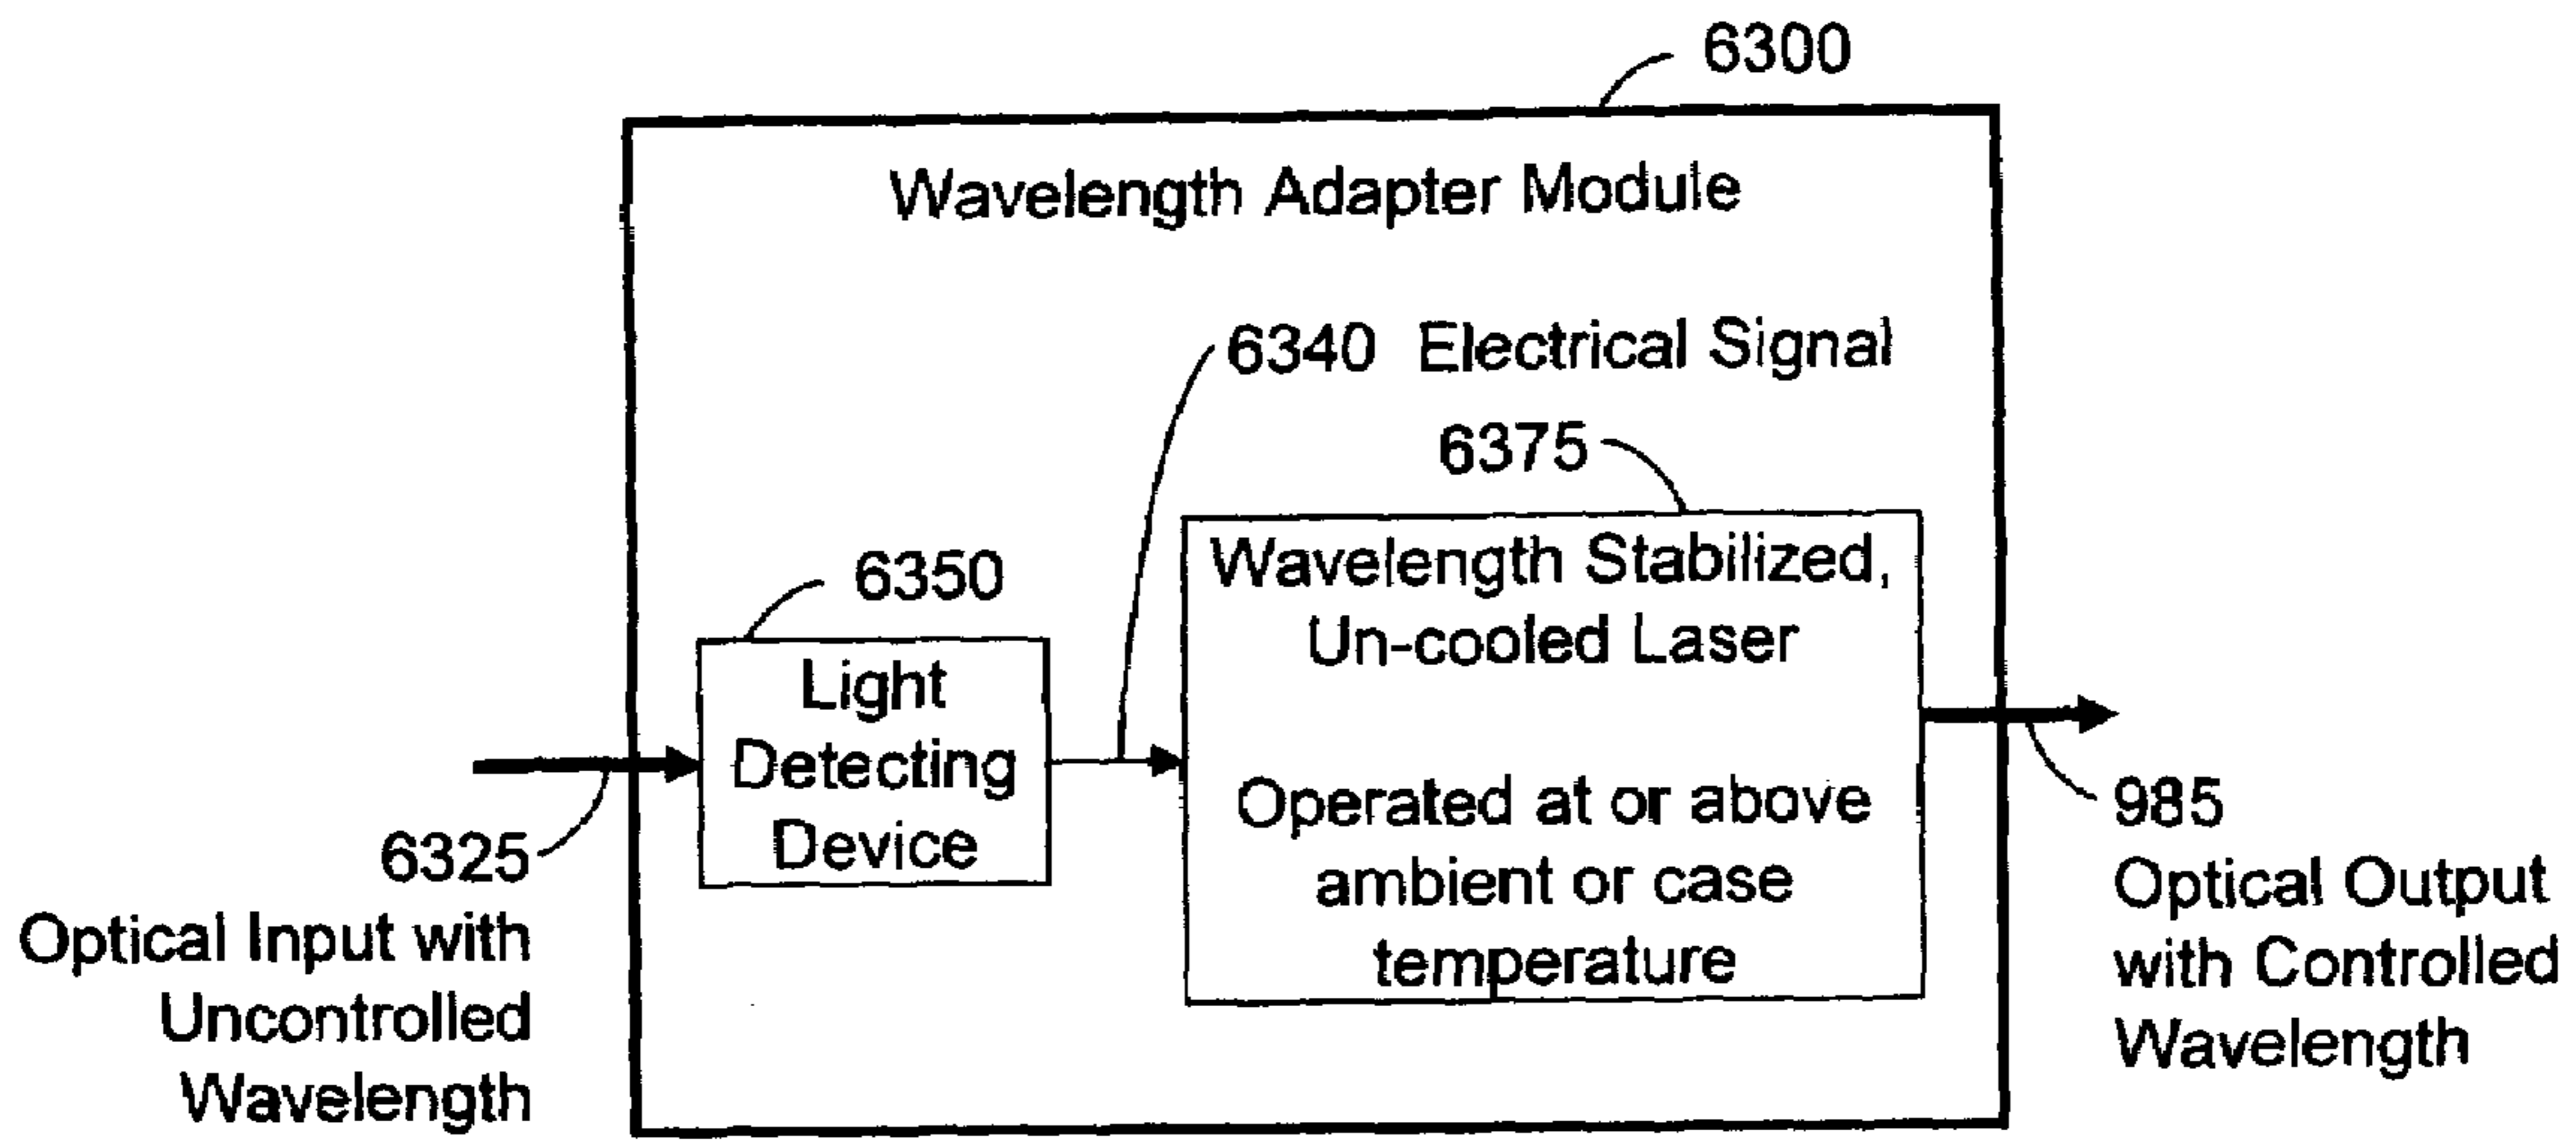 6300
Wavelength Adapter Module
6340 Electrical Signal
6375
Wavelength Stabilized,
Un-cooled Laser
Operated at or above
ambient or case
temperature
6350
Light
Detecting
Device
6325
Optical Input with
Uncontrolled
Wavelength
985
Optical Output
with Controlled
Wavelength